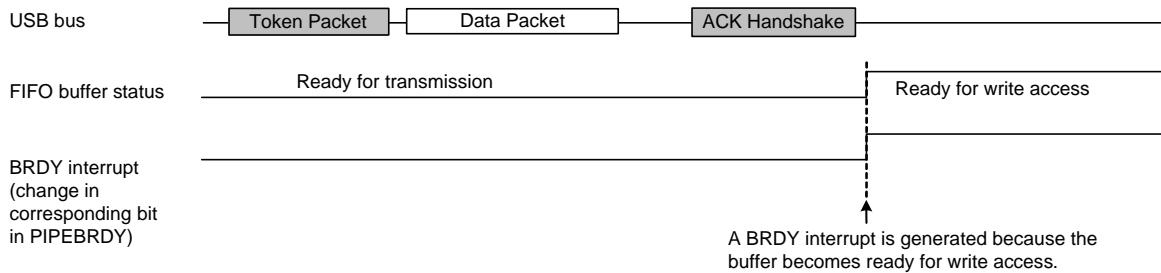 USB bus
Token Packet
Data Packet
ACK Handshake
FIFO buffer status
Ready for transmission
Ready for write access
BRDY interrupt
(change in
corresponding bit
in PIPEBRDY)
A BRDY interrupt is generated because the
buffer becomes ready for write access.